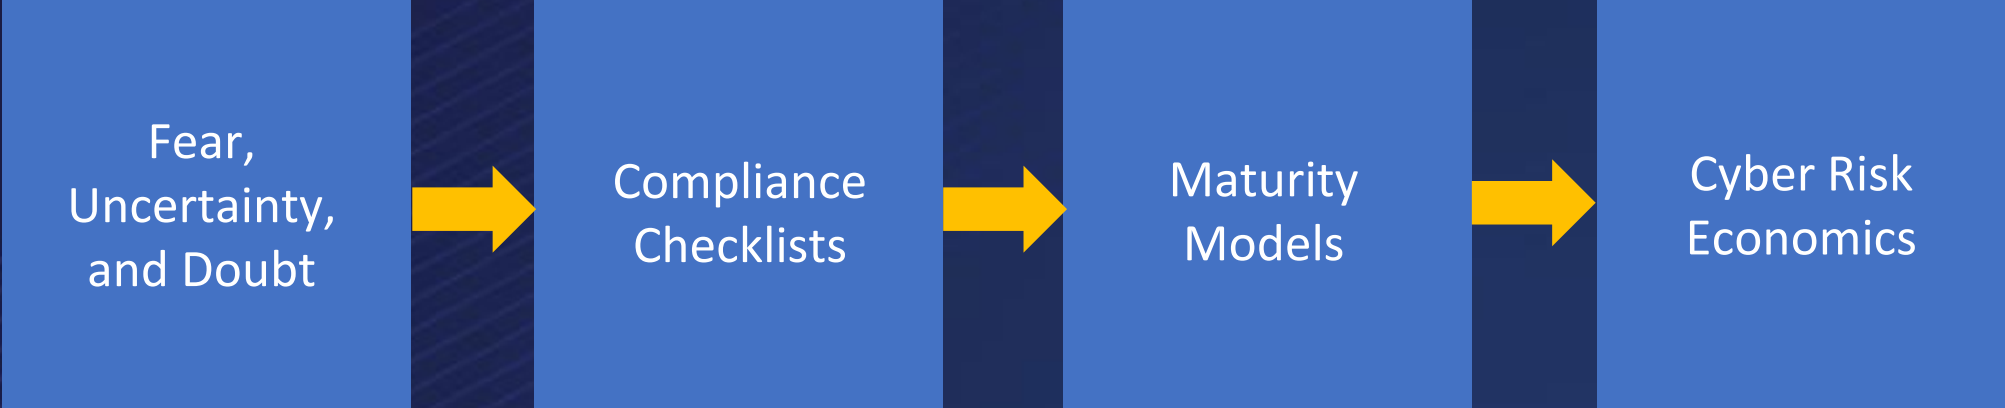 Fear,
Uncertainty,
and Doubt
Compliance
Checklists
Maturity
Models
Cyber Risk
Economics